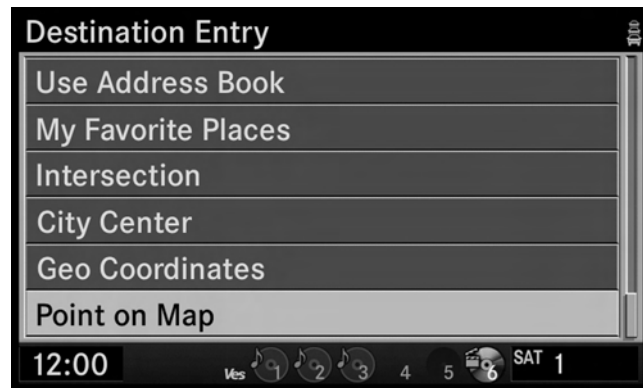 Destination Entry
Use Address Book
My Favorite Places
Intersection
City Center
Geo Coordinates
Point on Map
12:00 Ves 1 2 3 4 5 6 SAT 1